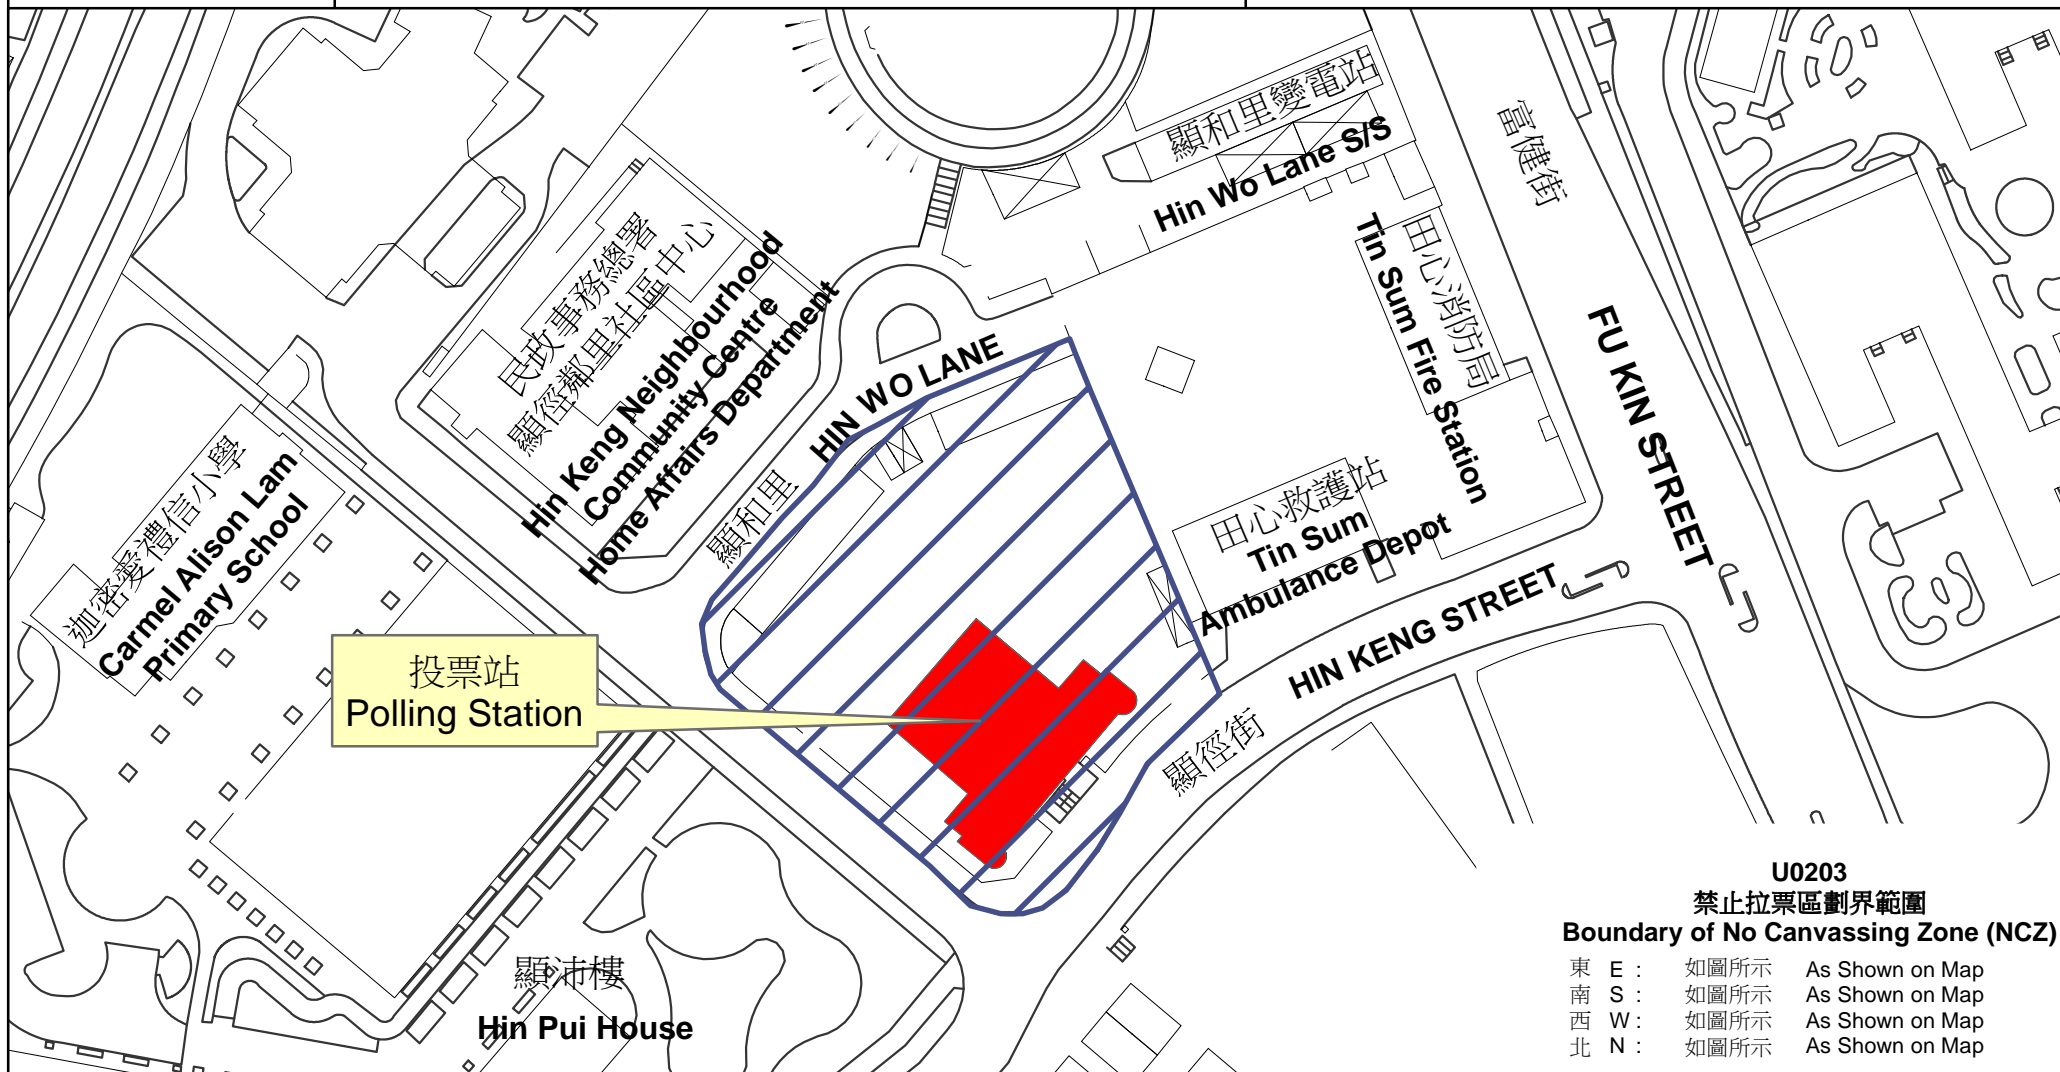 顯和里變電站
Hin Wo Lane S/S
富健街
FU KIN STREET
民政事務總署
顯徑鄰里社區中心
Hin Keng Neighbourhood
Community Centre
Home Affairs Department
田心消防局
Tin Sum Fire Station
HIN WO LANE
顯和里
迦密愛禮信小學
Carmel Alison Lam
Primary School
田心救護站
Tin Sum
Ambulance Depot
HIN KENG STREET
顯徑街
投票站
Polling Station
顯沛樓
Hin Pui House
U0203
禁止拉票區劃界範圍
Boundary of No Canvassing Zone (NCZ)
東 E : 如圖所示 As Shown on Map
南 S : 如圖所示 As Shown on Map
西 W : 如圖所示 As Shown on Map
北 N : 如圖所示 As Shown on Map